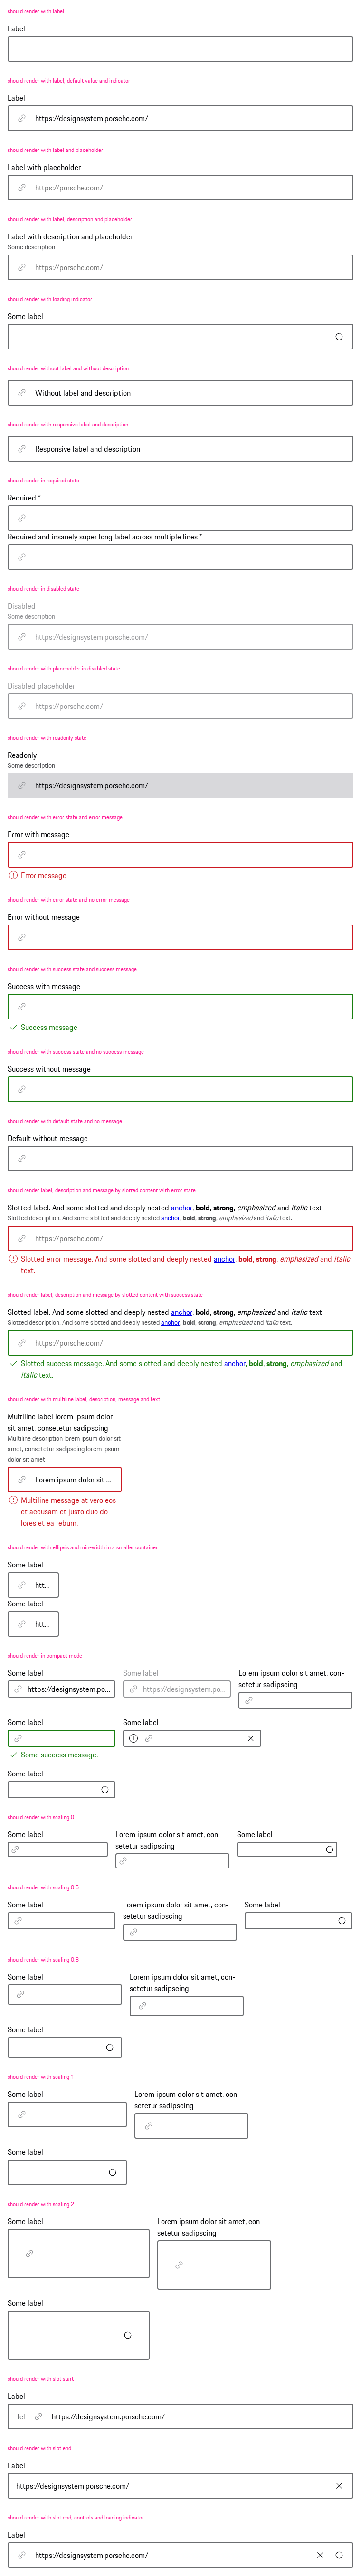 should render with label
Label
should render with label, default value and indicator
Label
https://designsystem.porsche.com/
should render with label and placeholder
Label with placeholder
https://porsche.com/
should render with label, description and placeholder
Label with description and placeholder
Some description
https://porsche.com/
should render with loading indicator
Some label
should render without label and without description
Without label and description
should render with responsive label and description
Responsive label and description
should render in required state
Required *
Required and insanely super long label across multiple lines *
should render in disabled state
Disabled
Some description
https://designsystem.porsche.com/
should render with placeholder in disabled state
Disabled placeholder
https://porsche.com/
should render with readonly state
Readonly
Some description
https://designsystem.porsche.com/
should render with error state and error message
Error with message
Error message
should render with error state and no error message
Error without message
should render with success state and success message
Success with message
Success message
should render with success state and no success message
Success without message
should render with default state and no message
Default without message
should render label, description and message by slotted content with error state
Slotted label. And some slotted and deeply nested anchor, bold, strong, emphasized and italic text.
Slotted description. And some slotted and deeply nested anchor, bold, strong, emphasized and italic text.
https://porsche.com/
Slotted error message. And some slotted and deeply nested anchor, bold, strong, emphasized and italic
text.
should render label, description and message by slotted content with success state
Slotted label. And some slotted and deeply nested anchor, bold, strong, emphasized and italic text.
Slotted description. And some slotted and deeply nested anchor, bold, strong, emphasized and italic text.
https://porsche.com/
Slotted success message. And some slotted and deeply nested anchor, bold, strong, emphasized and
italic text.
should render with multiline label, description, message and text
Multiline label lorem ipsum dolor
sit amet, consetetur sadipscing
Multiline description lorem ipsum dolor sit
amet, consetetur sadipscing lorem ipsum
dolor sit amet
Lorem ipsum dolor sit ...
Multiline message at vero eos
et accusam et justo duo do-
lores et ea rebum.
should render with ellipsis and min-width in a smaller container
Some label
htt...
Some label
htt...
should render in compact mode
Some label
https://designsystem.po...
Some label
https://designsystem.po...
Lorem ipsum dolor sit amet, con-
setetur sadipscing
Some label
Some success message.
Some label
Some label
should render with scaling 0
Some label
Lorem ipsum dolor sit amet, con-
setetur sadipscing
Some label
should render with scaling 0.5
Some label
Lorem ipsum dolor sit amet, con-
setetur sadipscing
Some label
should render with scaling 0.8
Some label
Lorem ipsum dolor sit amet, con-
setetur sadipscing
Some label
should render with scaling 1
Some label
Lorem ipsum dolor sit amet, con-
setetur sadipscing
Some label
should render with scaling 2
Some label
Lorem ipsum dolor sit amet, con-
setetur sadipscing
Some label
should render with slot start
Label
Tel https://designsystem.porsche.com/
should render with slot end
Label
https://designsystem.porsche.com/
should render with slot end, controls and loading indicator
Label
https://designsystem.porsche.com/